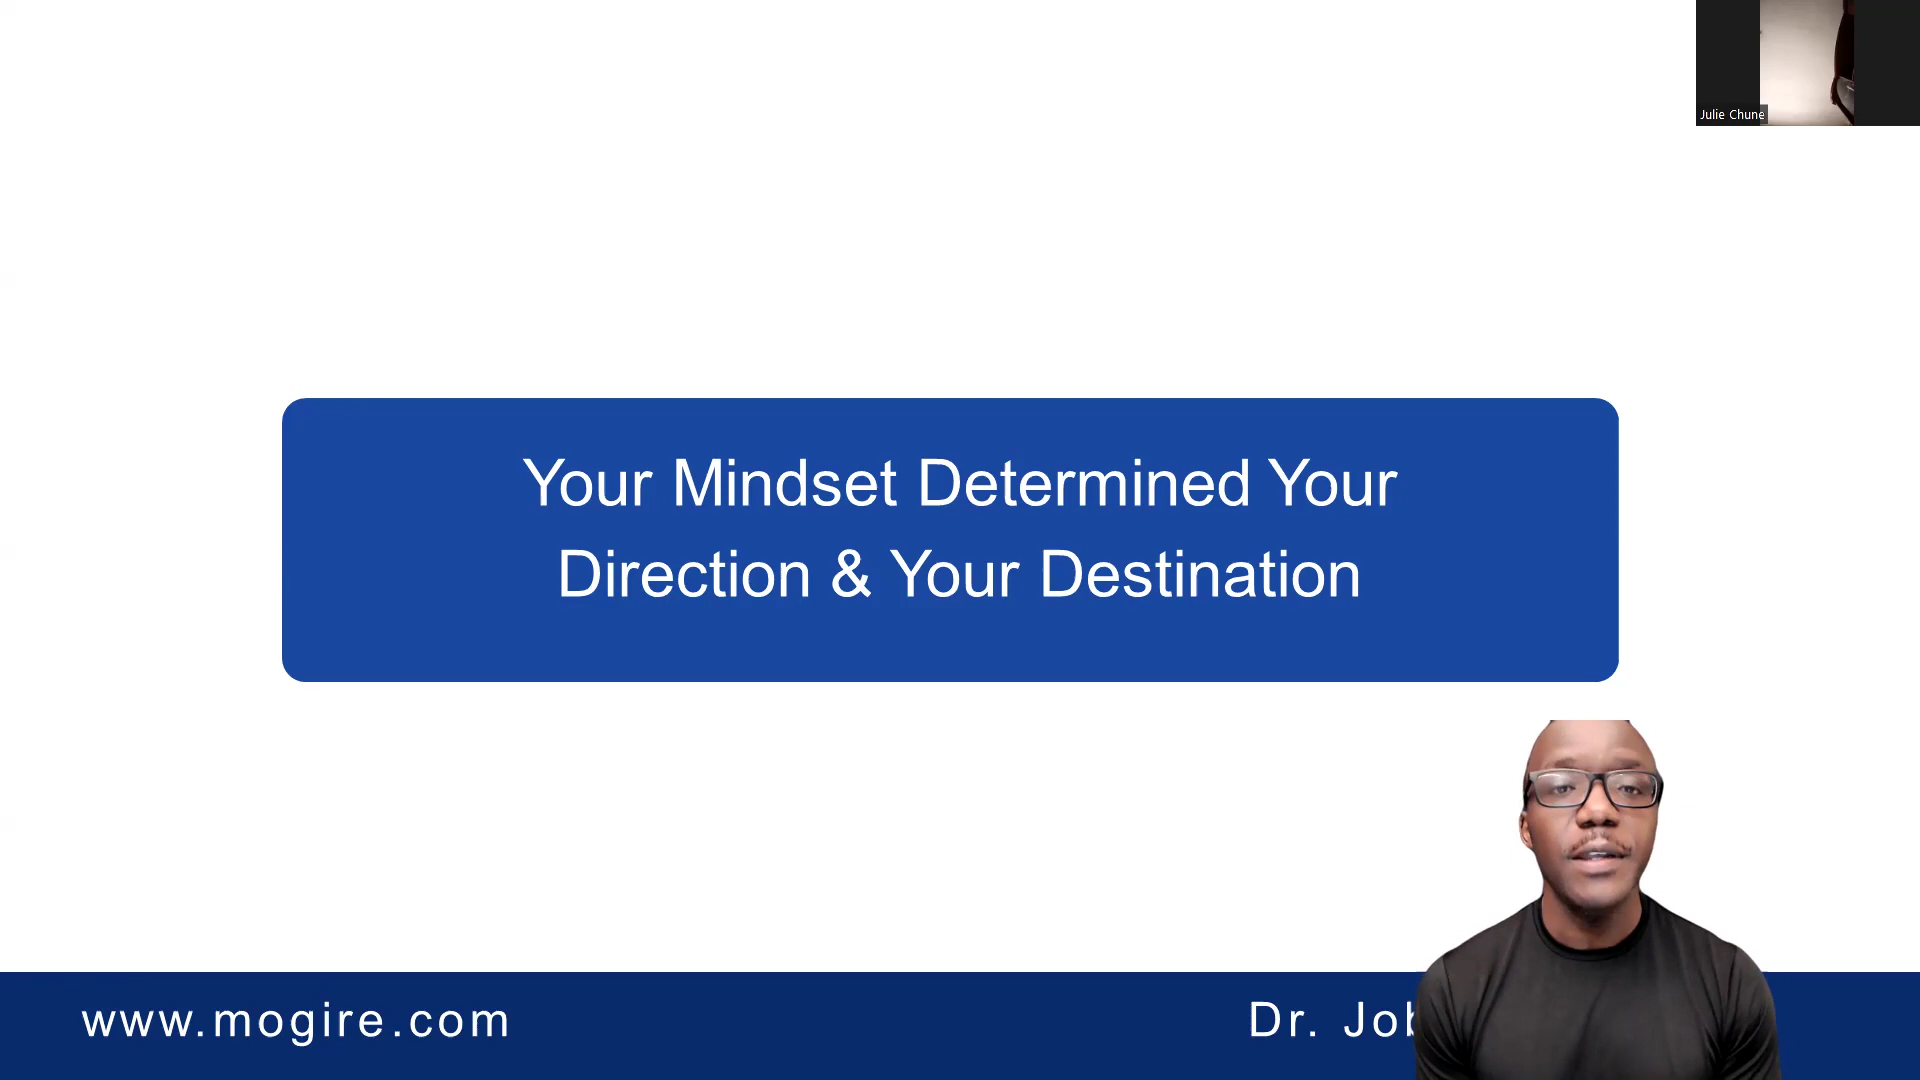 Julie Chune
Your Mindset Determined Your
Direction & Your Destination
www.mogire.com
Dr. Job